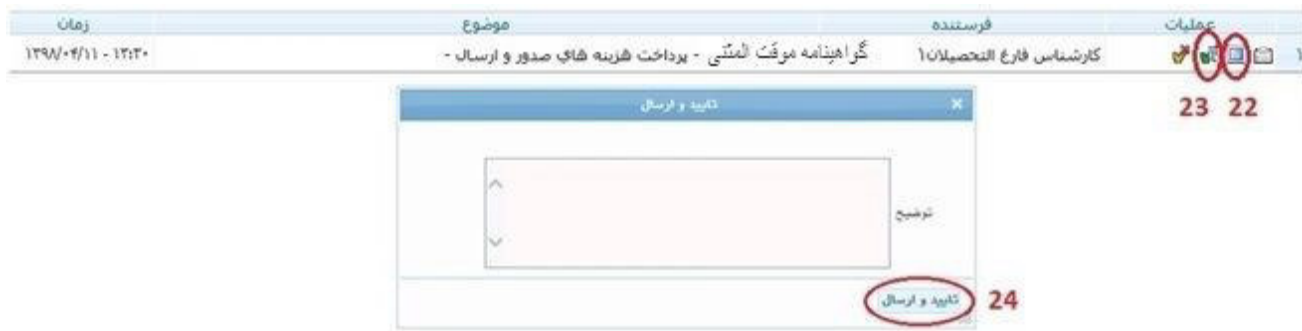 عملیات فرستنده موضوع زمان
۱ کارشناس فارغ التحصیلان۱ گواهینامه موقت المثنی - پرداخت هزینه های صدور و ارسال - ۱۳۹۸/۰۴/۱۱ - ۱۳:۲۰
23 22
تایید و ارسال ×
توضیح
تایید و ارسال 24